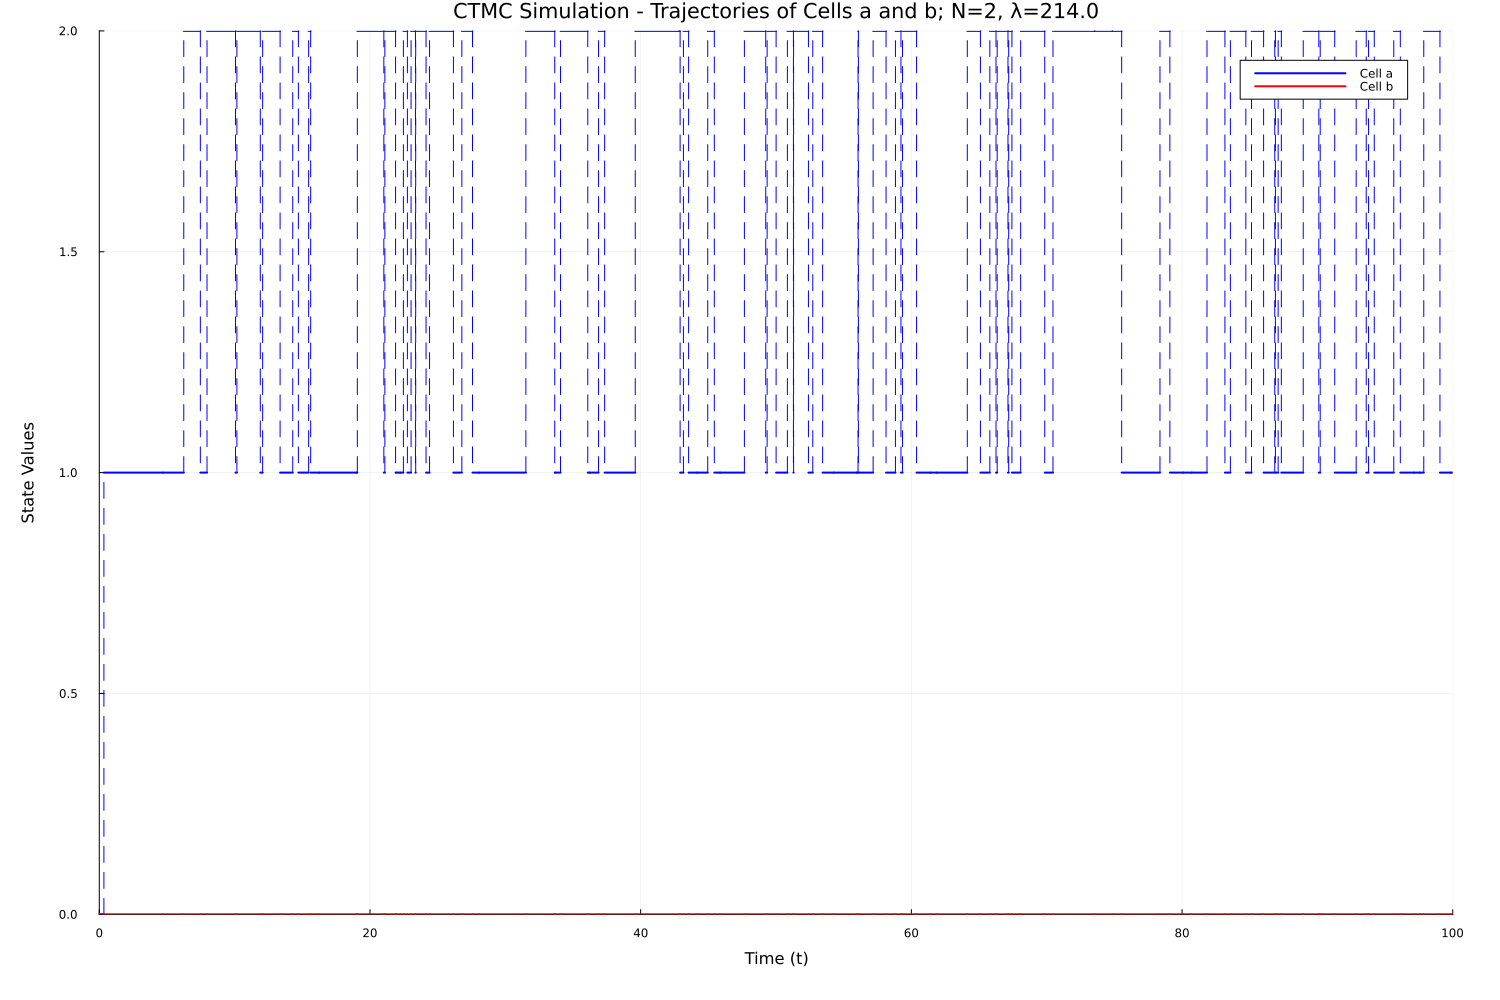 CTMC Simulation - Trajectories of Cells a and b; N=2, λ=214.0
2.0
Cell a
Cell b
1.5
State Values
1.0
0.5
0.0
0 20 40 60 80 100
Time (t)